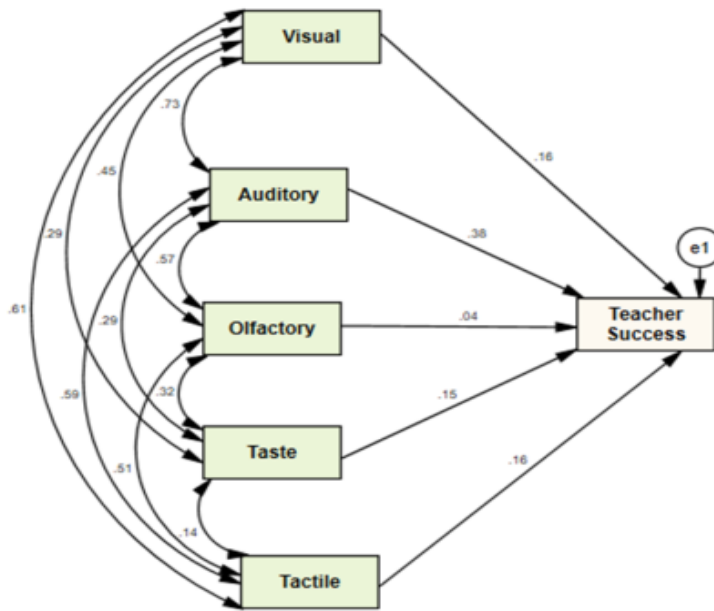 Visual
.73
.16
.45
Auditory
.29
.38
e1
.57
Teacher
Success
.61
.29
Olfactory
.04
.59
.32
.15
Taste
.51
.16
.14
Tactile